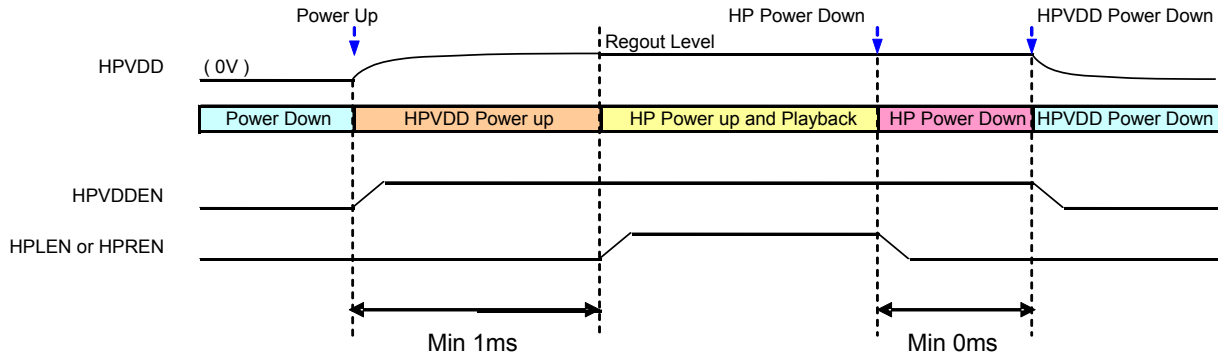 Power Up HP Power Down HPVDD Power Down
Regout Level
HPVDD ( 0V )
Power Down HPVDD Power up HP Power up and Playback HP Power Down HPVDD Power Down
HPVDDEN
HPLEN or HPREN
Min 1ms Min 0ms